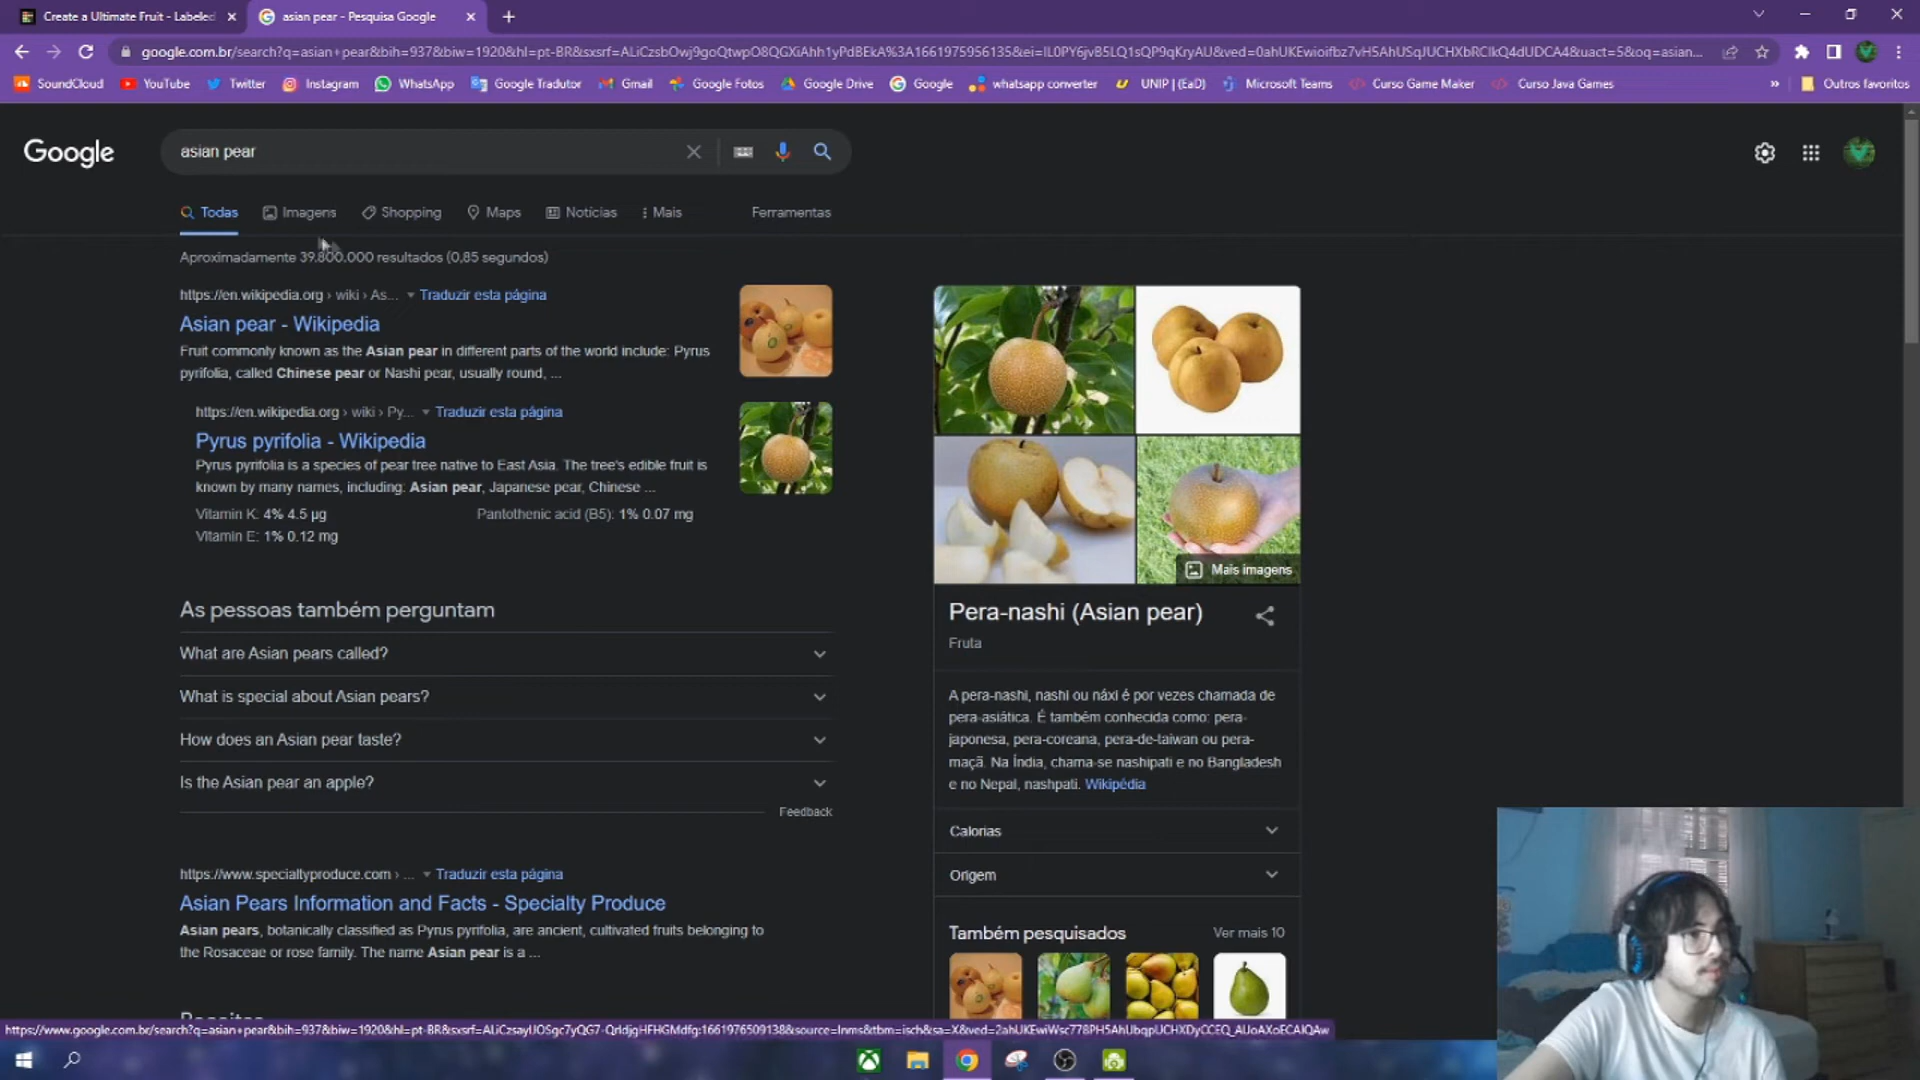 Create a Ultimate Fruit - Labeled
asian pear - Pesquisa Google
SoundCloud
YouTube
Twitter
Instagram
WhatsApp
Google Tradutor
Gmail
Google Fotos
Google Drive
Google
whatsapp converter
UNIP | (EaD)
Microsoft Teams
Curso Game Maker
Curso Java Games
»
Outros favoritos
Google
asian pear
Todas
Imagens
Shopping
Maps
Notícias
Mais
Ferramentas
Aproximadamente 39.800.000 resultados (0,85 segundos)
https://en.wikipedia.org › wiki › As... Traduzir esta página
Asian pear - Wikipedia
Fruit commonly known as the Asian pear in different parts of the world include: Pyrus
pyrifolia, called Chinese pear or Nashi pear, usually round, ...
https://en.wikipedia.org › wiki › Py... Traduzir esta página
Pyrus pyrifolia - Wikipedia
Pyrus pyrifolia is a species of pear tree native to East Asia. The tree's edible fruit is
known by many names, including: Asian pear, Japanese pear, Chinese ...
Vitamin K: 4% 4.5 μg
Pantothenic acid (B5): 1% 0.07 mg
Vitamin E: 1% 0.12 mg
As pessoas também perguntam
What are Asian pears called?
What is special about Asian pears?
How does an Asian pear taste?
Is the Asian pear an apple?
Feedback
https://www.specialtyproduce.com › ... Traduzir esta página
Asian Pears Information and Facts - Specialty Produce
Asian pears, botanically classified as Pyrus pyrifolia, are ancient, cultivated fruits belonging to
the Rosaceae or rose family. The name Asian pear is a ...
Mais imagens
Pera-nashi (Asian pear)
Fruta
A pera-nashi, nashi ou náxi é por vezes chamada de
pera-asiática. É também conhecida como: pera-
japonesa, pera-coreana, pera-de-taiwan ou pera-
maçã. Na Índia, chama-se nashipati e no Bangladesh
e no Nepal, nashpati. Wikipédia
Calorias
Origem
Também pesquisados
Ver mais 10